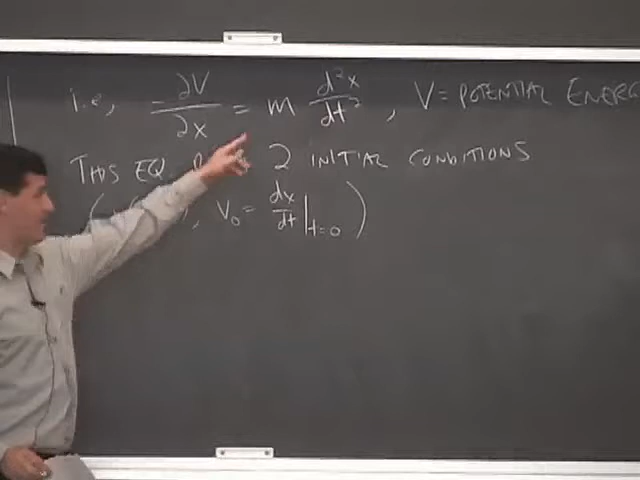 i.e, -∂V/∂x = m d²x/dt², V = POTENTIAL ENERG
THIS EQ. 2 INITIAL CONDITIONS
( , V₀ = dx/dt|t=0 )